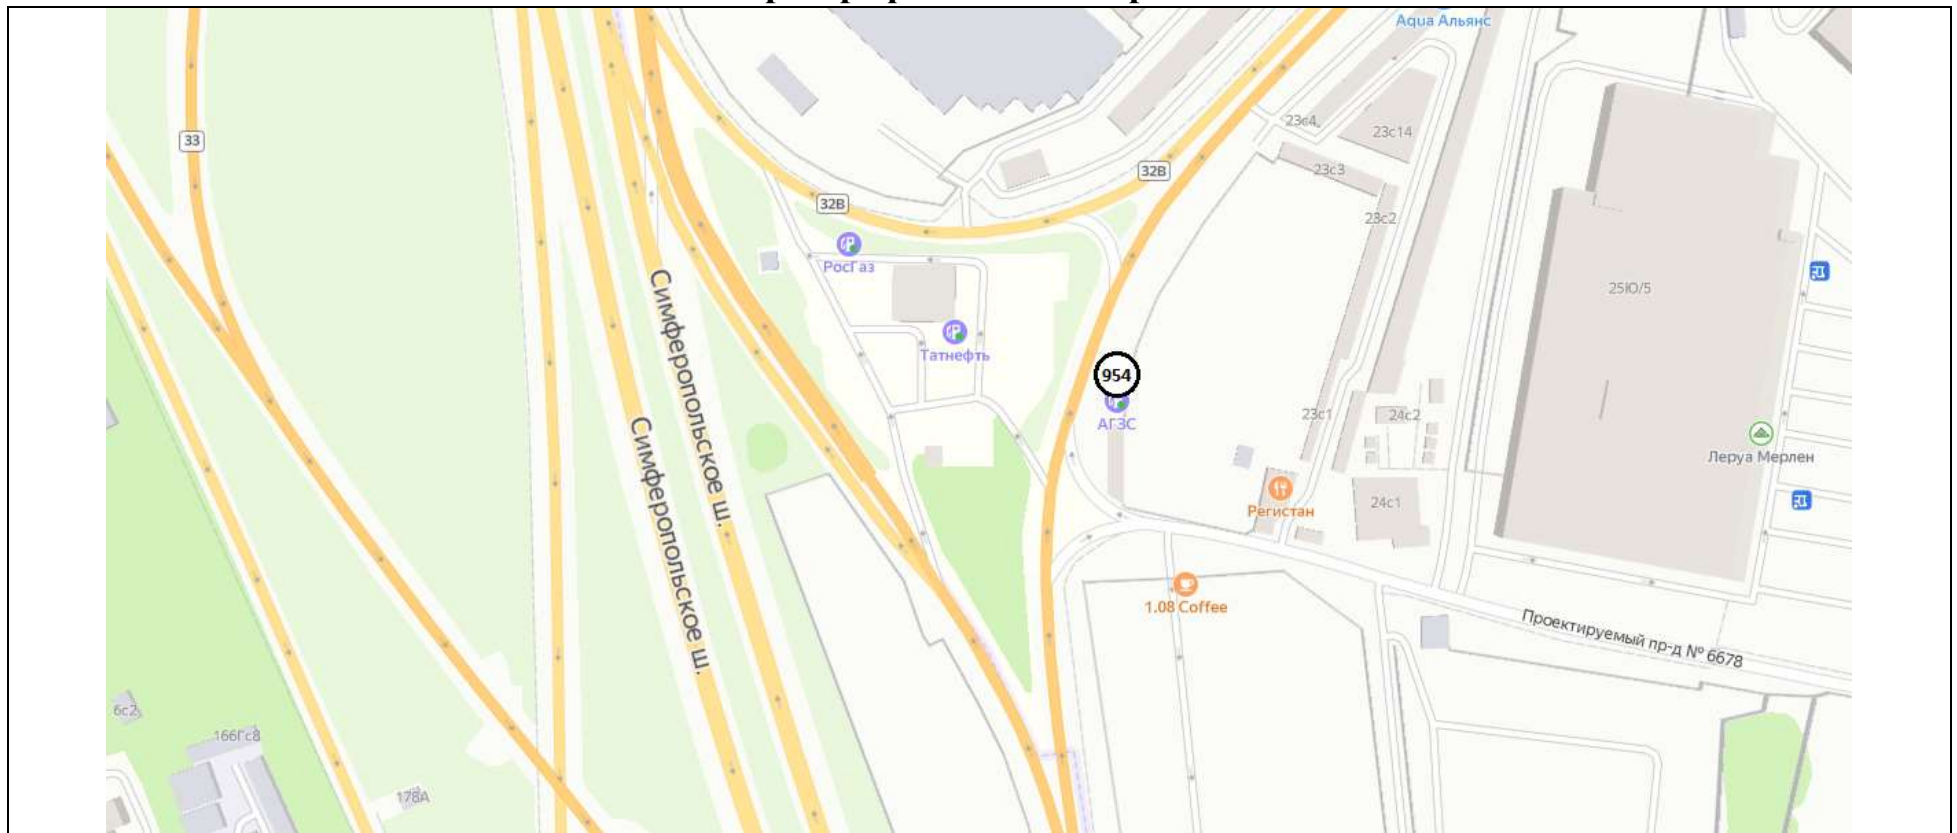 Aqua Альянс
33
23с4
23с14
32В
23с3
32В
23с2
РосГаз
25Ю/5
Симферопольское ш.
Татнефть
954
АГЗС
23с1
24с2
Леруа Мерлен
Симферопольское ш.
Регистан
24с1
1.08 Coffee
Проектируемый пр-д № 6678
6с2
166Гс8
178А